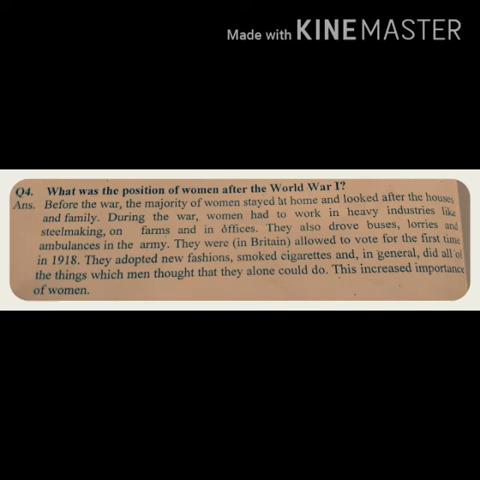 Made with KINEMASTER
Q4. What was the position of women after the World War I?
Ans. Before the war, the majority of women stayed at home and looked after the houses
and family. During the war, women had to work in heavy industries like
steelmaking, on farms and in offices. They also drove buses, lorries and
ambulances in the army. They were (in Britain) allowed to vote for the first time
in 1918. They adopted new fashions, smoked cigarettes and, in general, did all of
the things which men thought that they alone could do. This increased importance
of women.